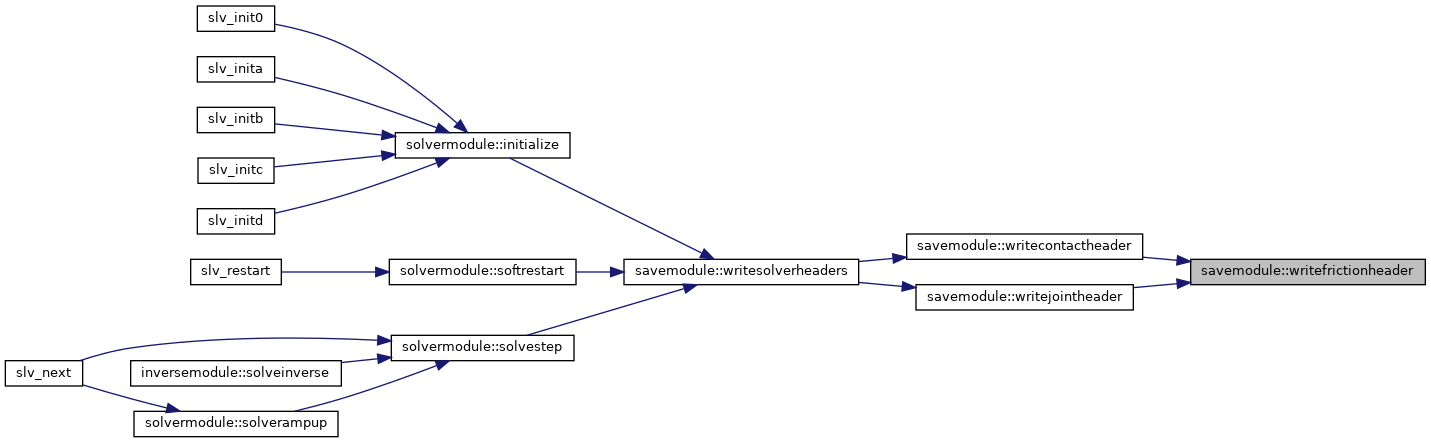 slv_init0
slv_inita
slv_initb
solvermodule::initialize
slv_initc
slv_initd
savemodule::writecontactheader
slv_restart
solvermodule::softrestart
savemodule::writesolverheaders
savemodule::writefrictionheader
savemodule::writejointheader
solvermodule::solvestep
slv_next
inversemodule::solveinverse
solvermodule::solverampup